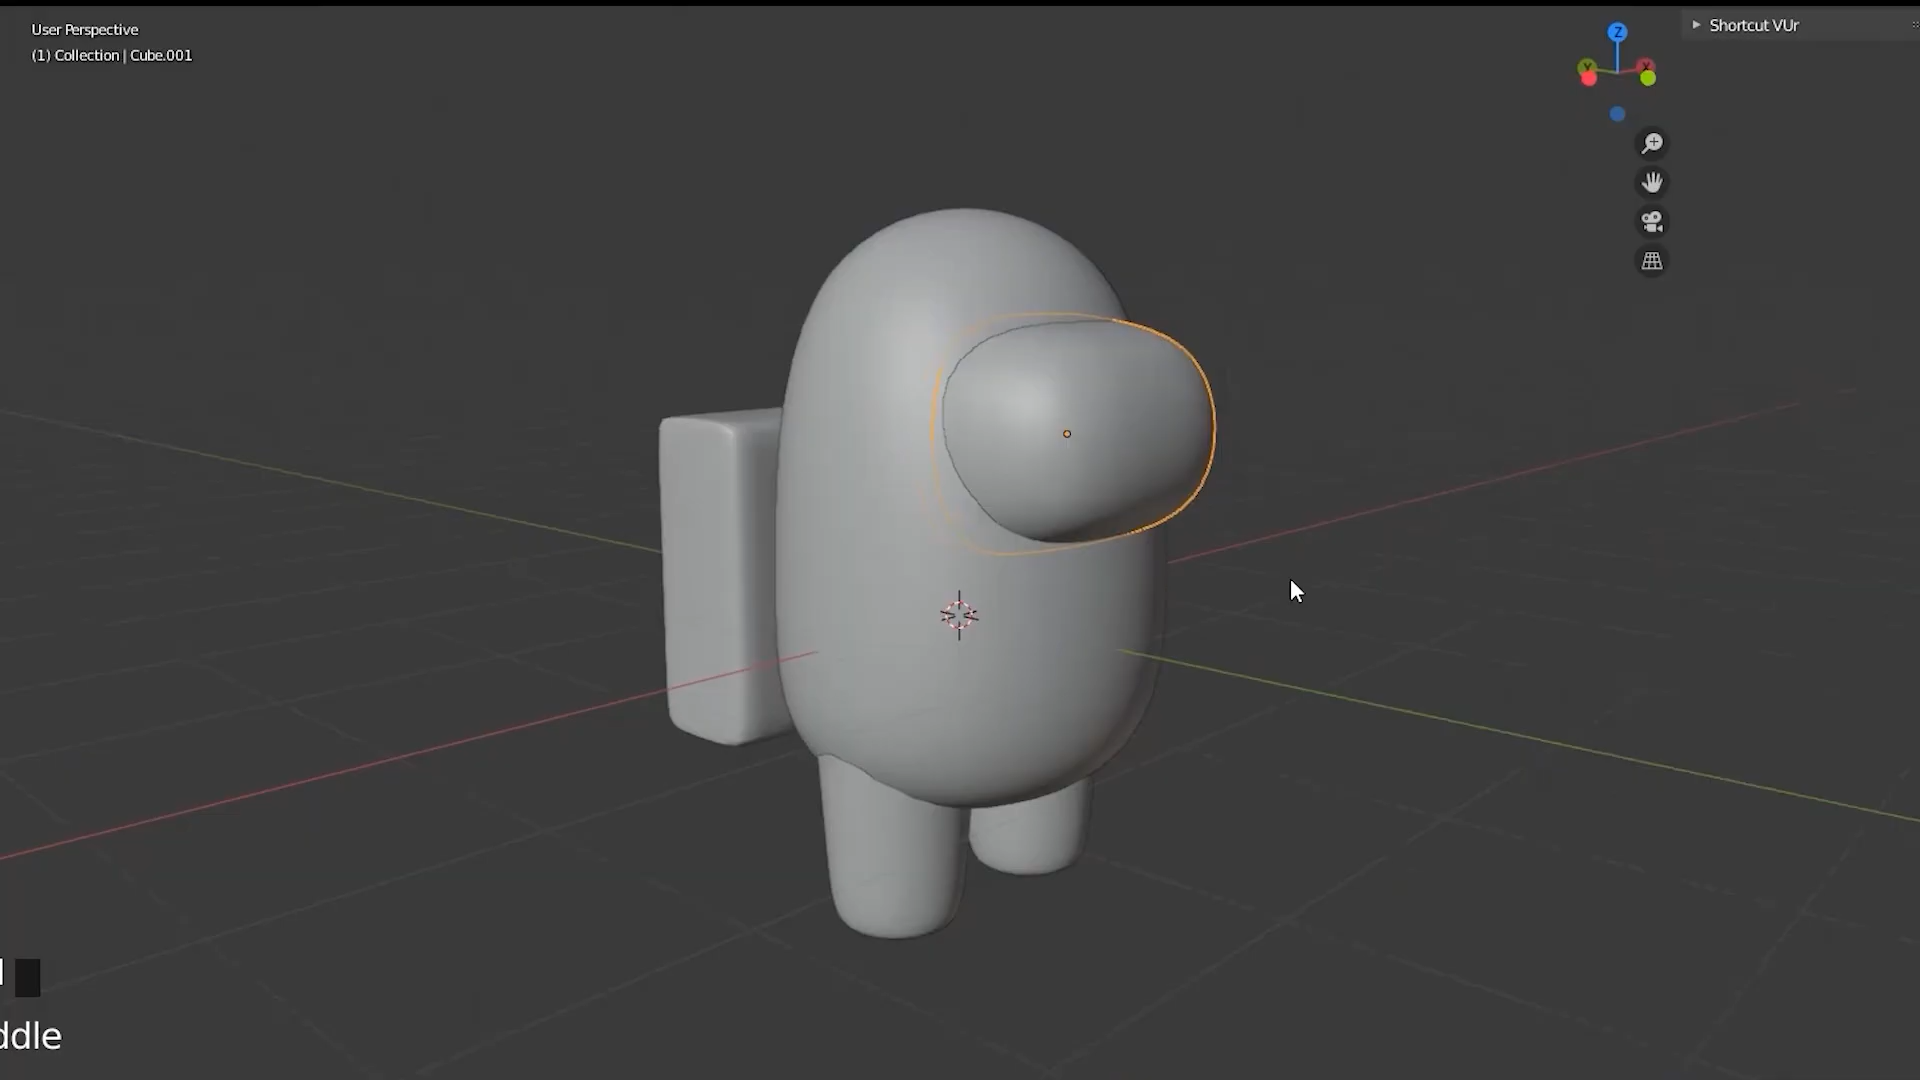 User Perspective
(1) Collection | Cube.001
Shortcut VUr
Z
Y
X
ddle